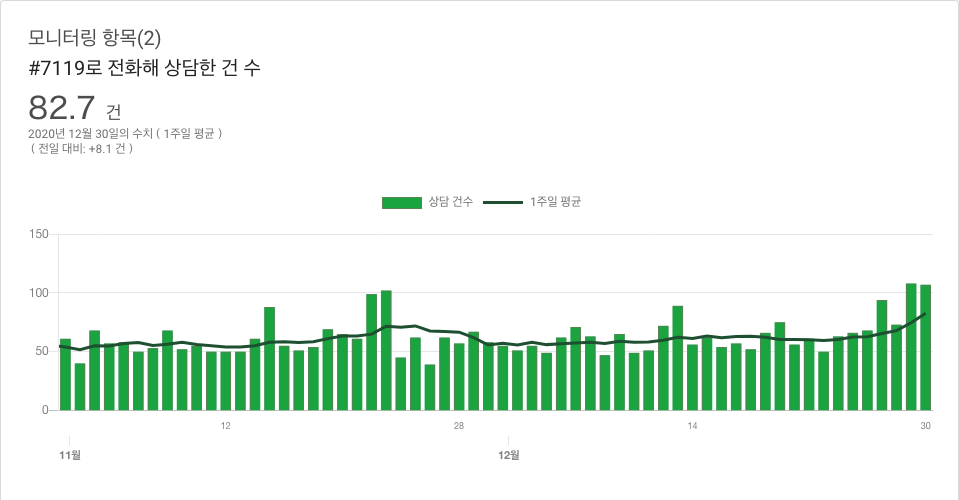 모니터링 항목(2)
#7119로 전화해 상담한 건 수
82.7 건
2020년 12월 30일의 수치 ( 1주일 평균 )
( 전일 대비: +8.1 건 )
상담 건수 1주일 평균
150
100
50
0
12 28 14 30
11월 12월